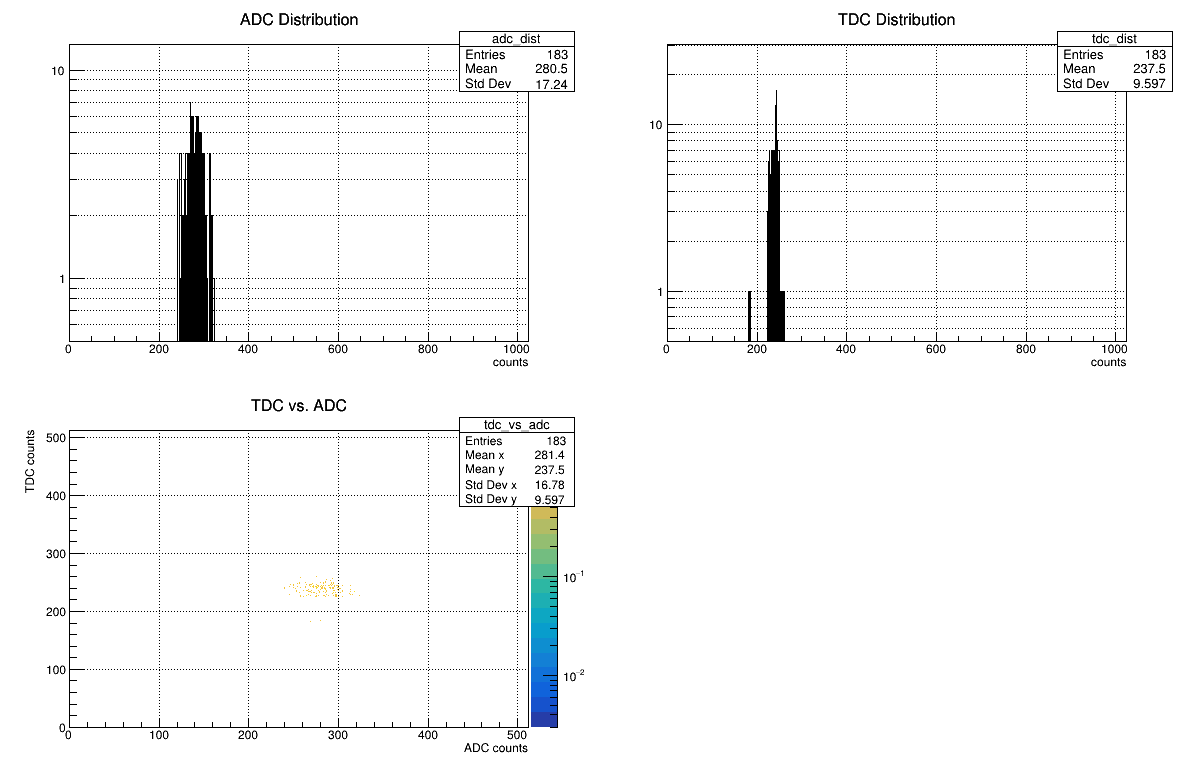 ADC Distribution
adc_dist
Entries 183
Mean 280.5
Std Dev 17.24
10
1
0 200 400 600 800 1000
counts
TDC Distribution
tdc_dist
Entries 183
Mean 237.5
Std Dev 9.597
10
1
0 200 400 600 800 1000
counts
TDC vs. ADC
tdc_vs_adc
Entries 183
Mean x 281.4
Mean y 237.5
Std Dev x 16.78
Std Dev y 9.597
TDC counts
500
400
300
200
100
0
0 100 200 300 400 500
ADC counts
10⁻¹
10⁻²